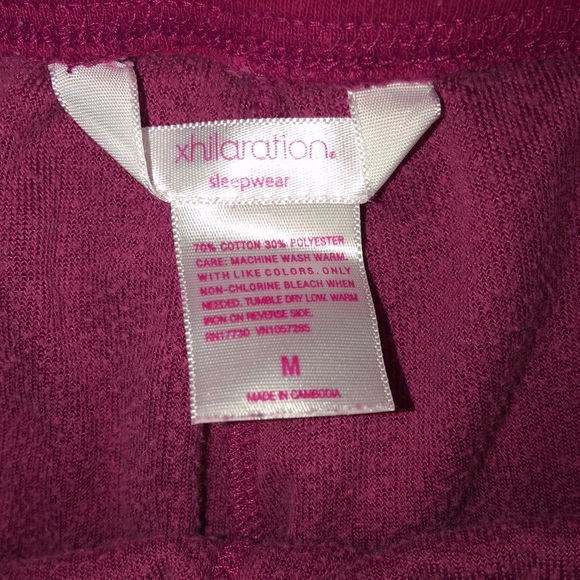 xhilaration®
sleepwear
70% COTTON 30% POLYESTER
CARE: MACHINE WASH WARM.
WITH LIKE COLORS. ONLY
NON-CHLORINE BLEACH WHEN
NEEDED. TUMBLE DRY LOW. WARM
IRON ON REVERSE SIDE.
RN17730 VN1057285
M
MADE IN CAMBODIA